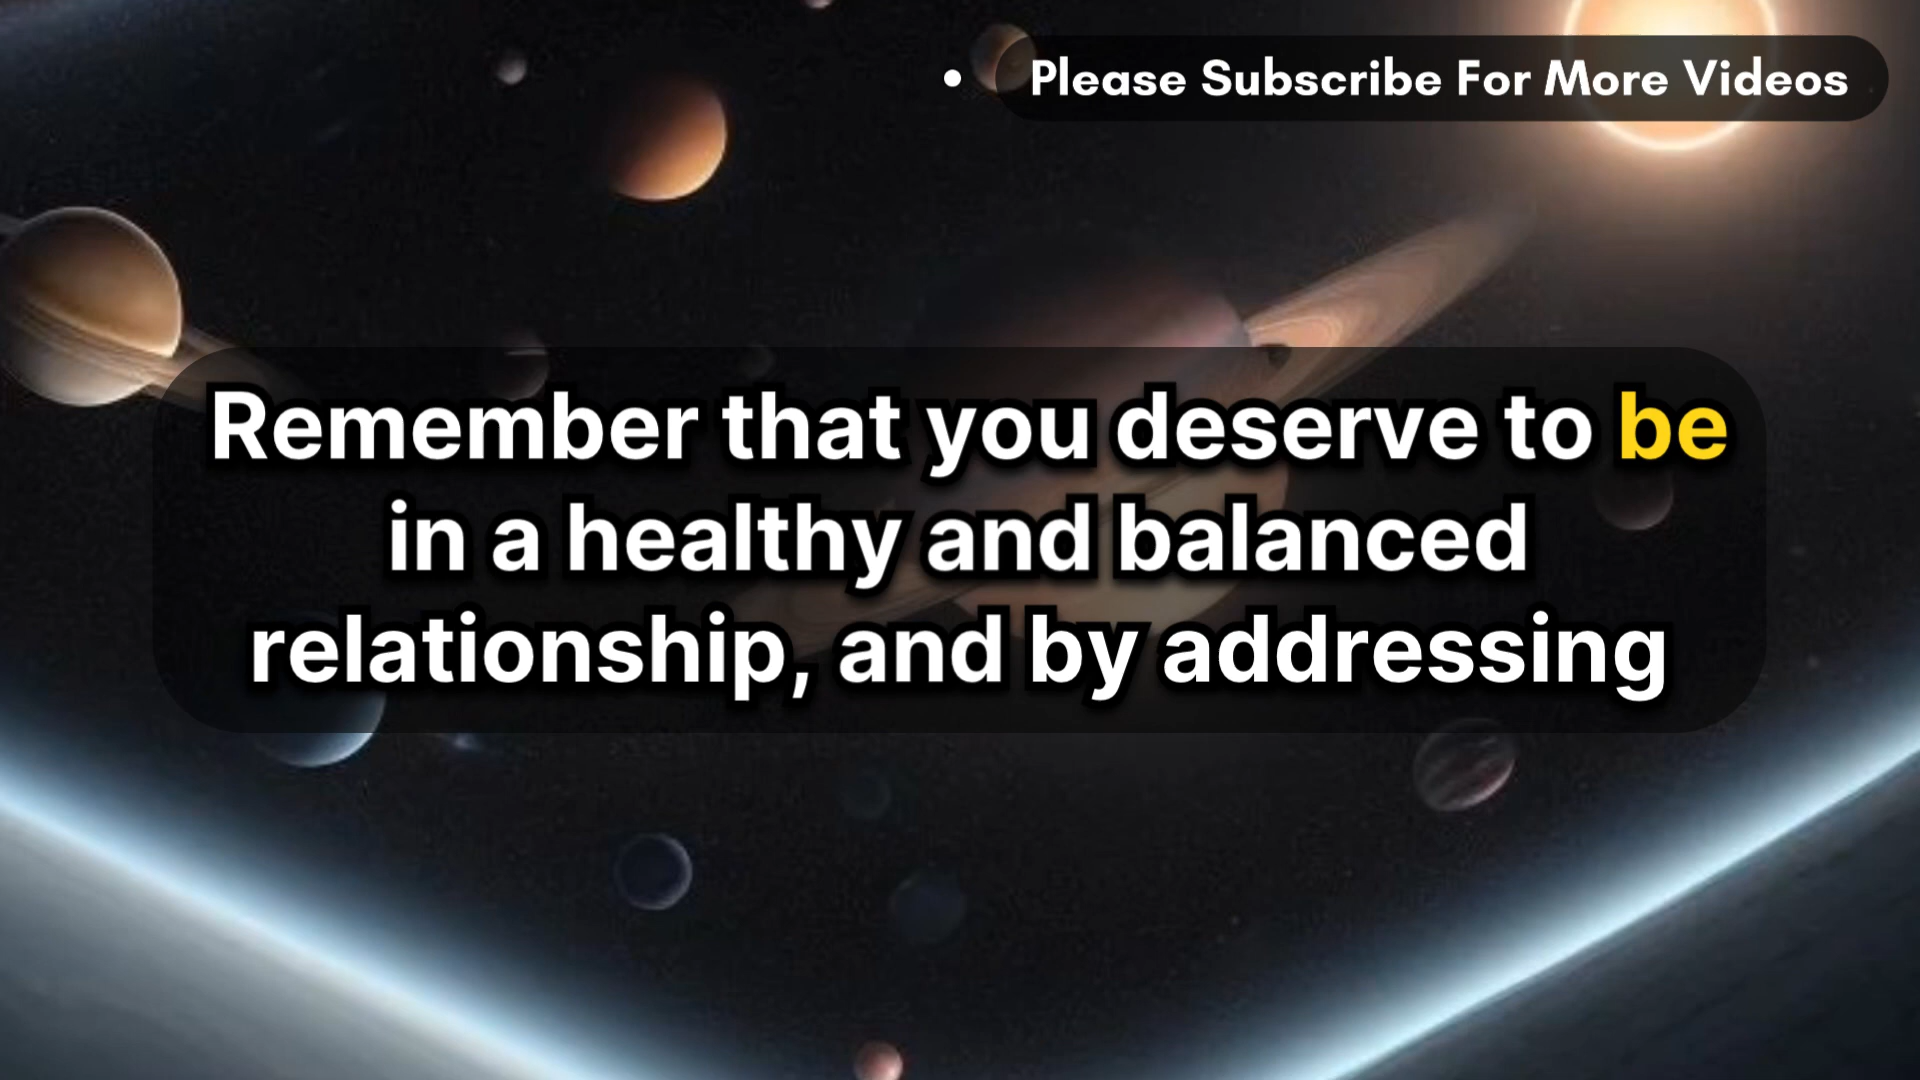 • Please Subscribe For More Videos
Remember that you deserve to be
in a healthy and balanced
relationship, and by addressing